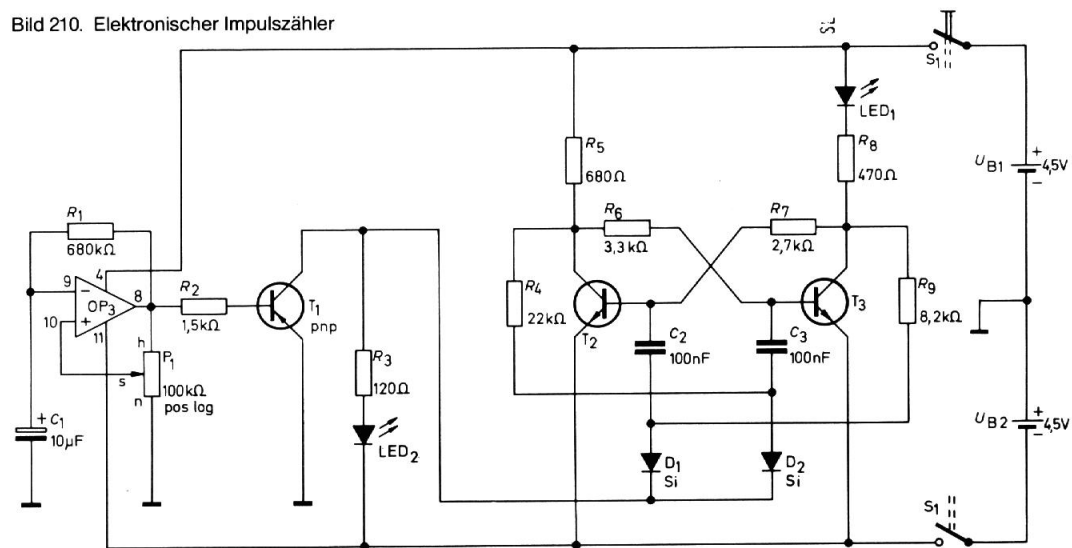 Bild 210. Elektronischer Impulszähler
S1
LED1
R5
680Ω
R8
470Ω
UB1
+
4,5V
−
R1
680kΩ
R6
3,3kΩ
R7
2,7kΩ
4
9
−
OP3
8
10
+
11
R2
1,5kΩ
T1
pnp
R4
22kΩ
T2
T3
R9
8,2kΩ
h
P1
s
100kΩ
n
pos log
R3
120Ω
C2
100nF
C3
100nF
+
C1
10µF
LED2
UB2
+
4,5V
−
D1
Si
D2
Si
S1